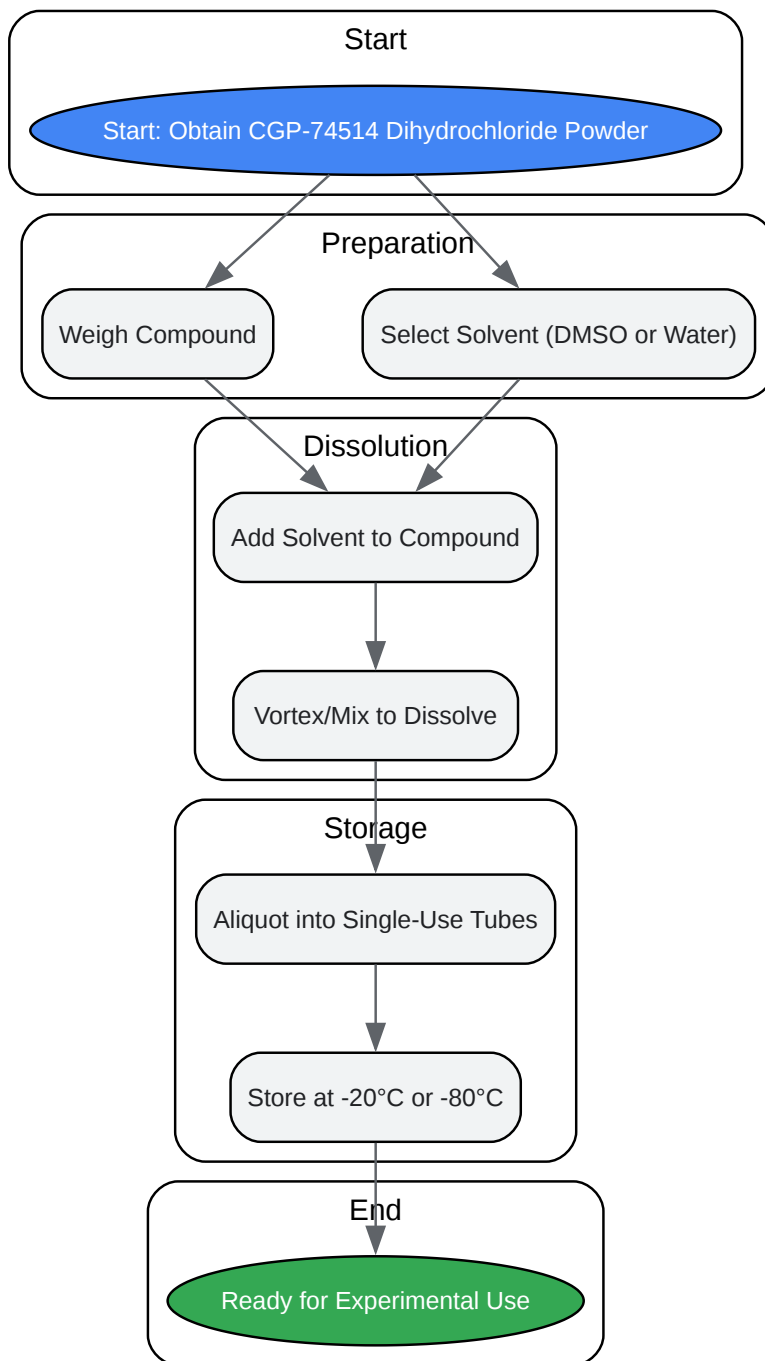 Start
Start: Obtain CGP-74514 Dihydrochloride Powder
Preparation
Weigh Compound
Select Solvent (DMSO or Water)
Dissolution
Add Solvent to Compound
Vortex/Mix to Dissolve
Storage
Aliquot into Single-Use Tubes
Store at -20°C or -80°C
End
Ready for Experimental Use